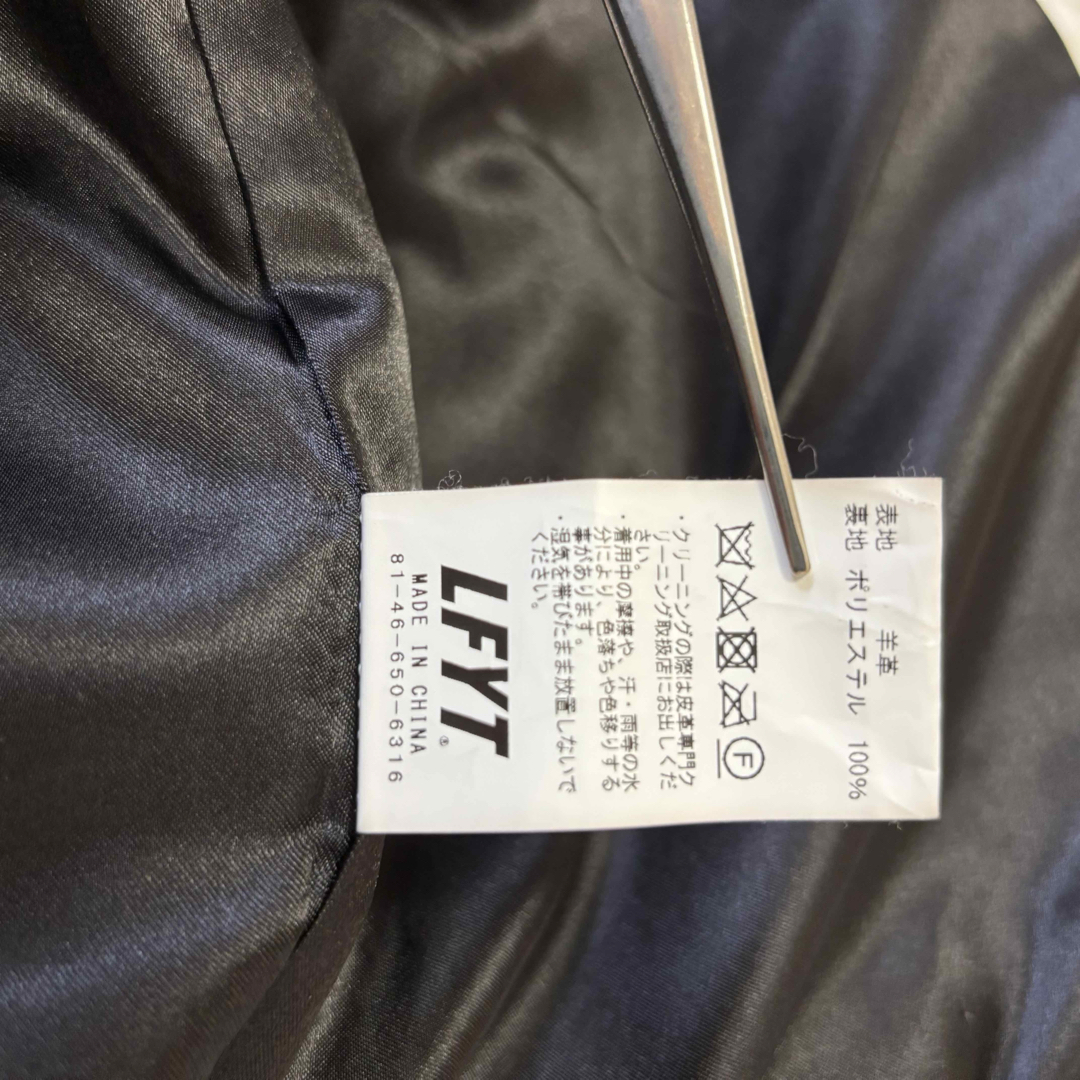 表地 羊革
裏地 ポリエステル 100%
F
・クリーニングの際は皮革専門ク
リーニング取扱店にお出しくだ
さい。
・着用中の摩擦や、汗・雨等の水
分により、色落ちや色移りする
事があります。
・湿気を帯びたまま放置しないで
ください。
LFYT®
MADE IN CHINA
81-46-650-6316